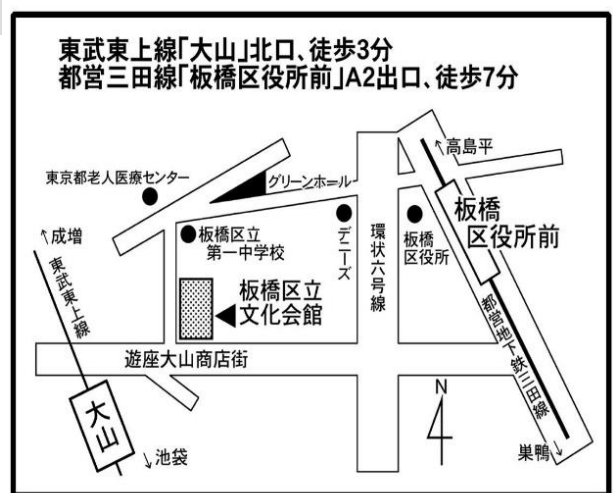 東武東上線「大山」北口、徒歩3分
都営三田線「板橋区役所前」A2出口、徒歩7分
↑高島平
東京都老人医療センター
グリーンホール
板橋
区役所前
↑成増
東武東上線
板橋区立
第一中学校
デニーズ
環状六号線
板橋
区役所
板橋区立
文化会館
都営地下鉄三田線
遊座大山商店街
大山
N
↓池袋
巣鴨↓